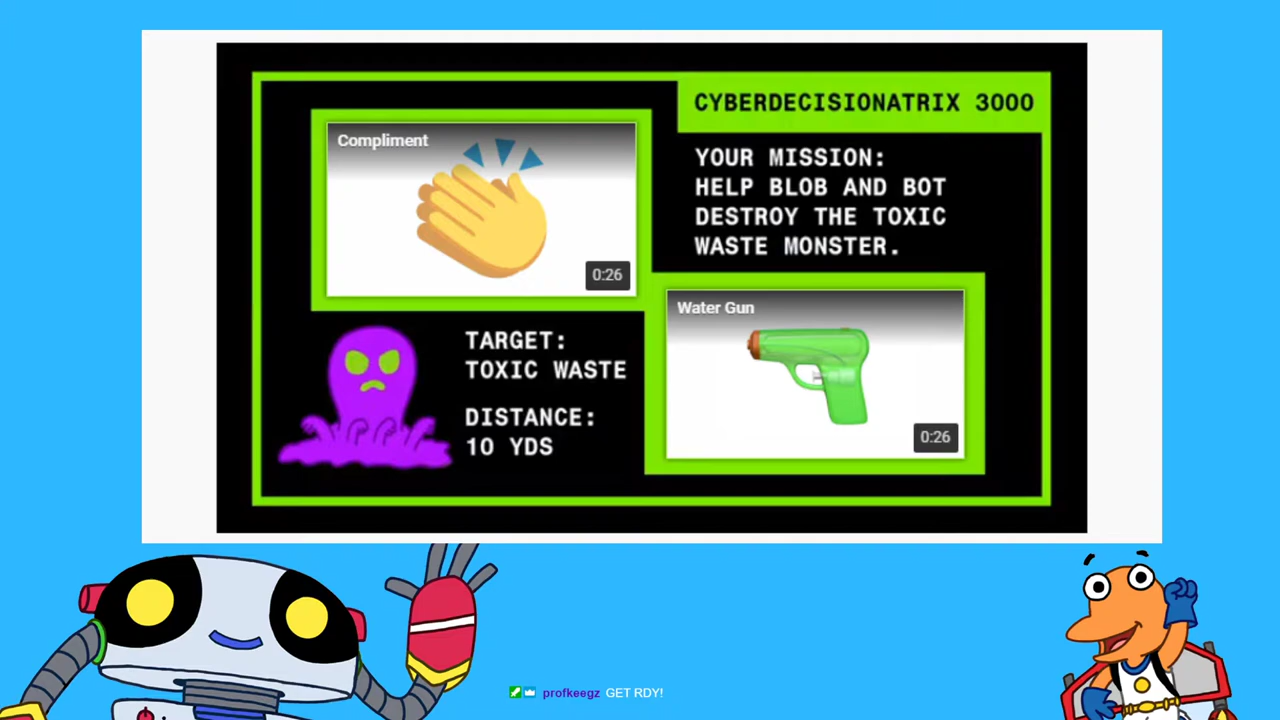 CYBERDECISIONATRIX 3000
Compliment
0:26
YOUR MISSION:
HELP BLOB AND BOT
DESTROY THE TOXIC
WASTE MONSTER.
TARGET:
TOXIC WASTE
DISTANCE:
10 YDS
Water Gun
0:26
profkeegz GET RDY!